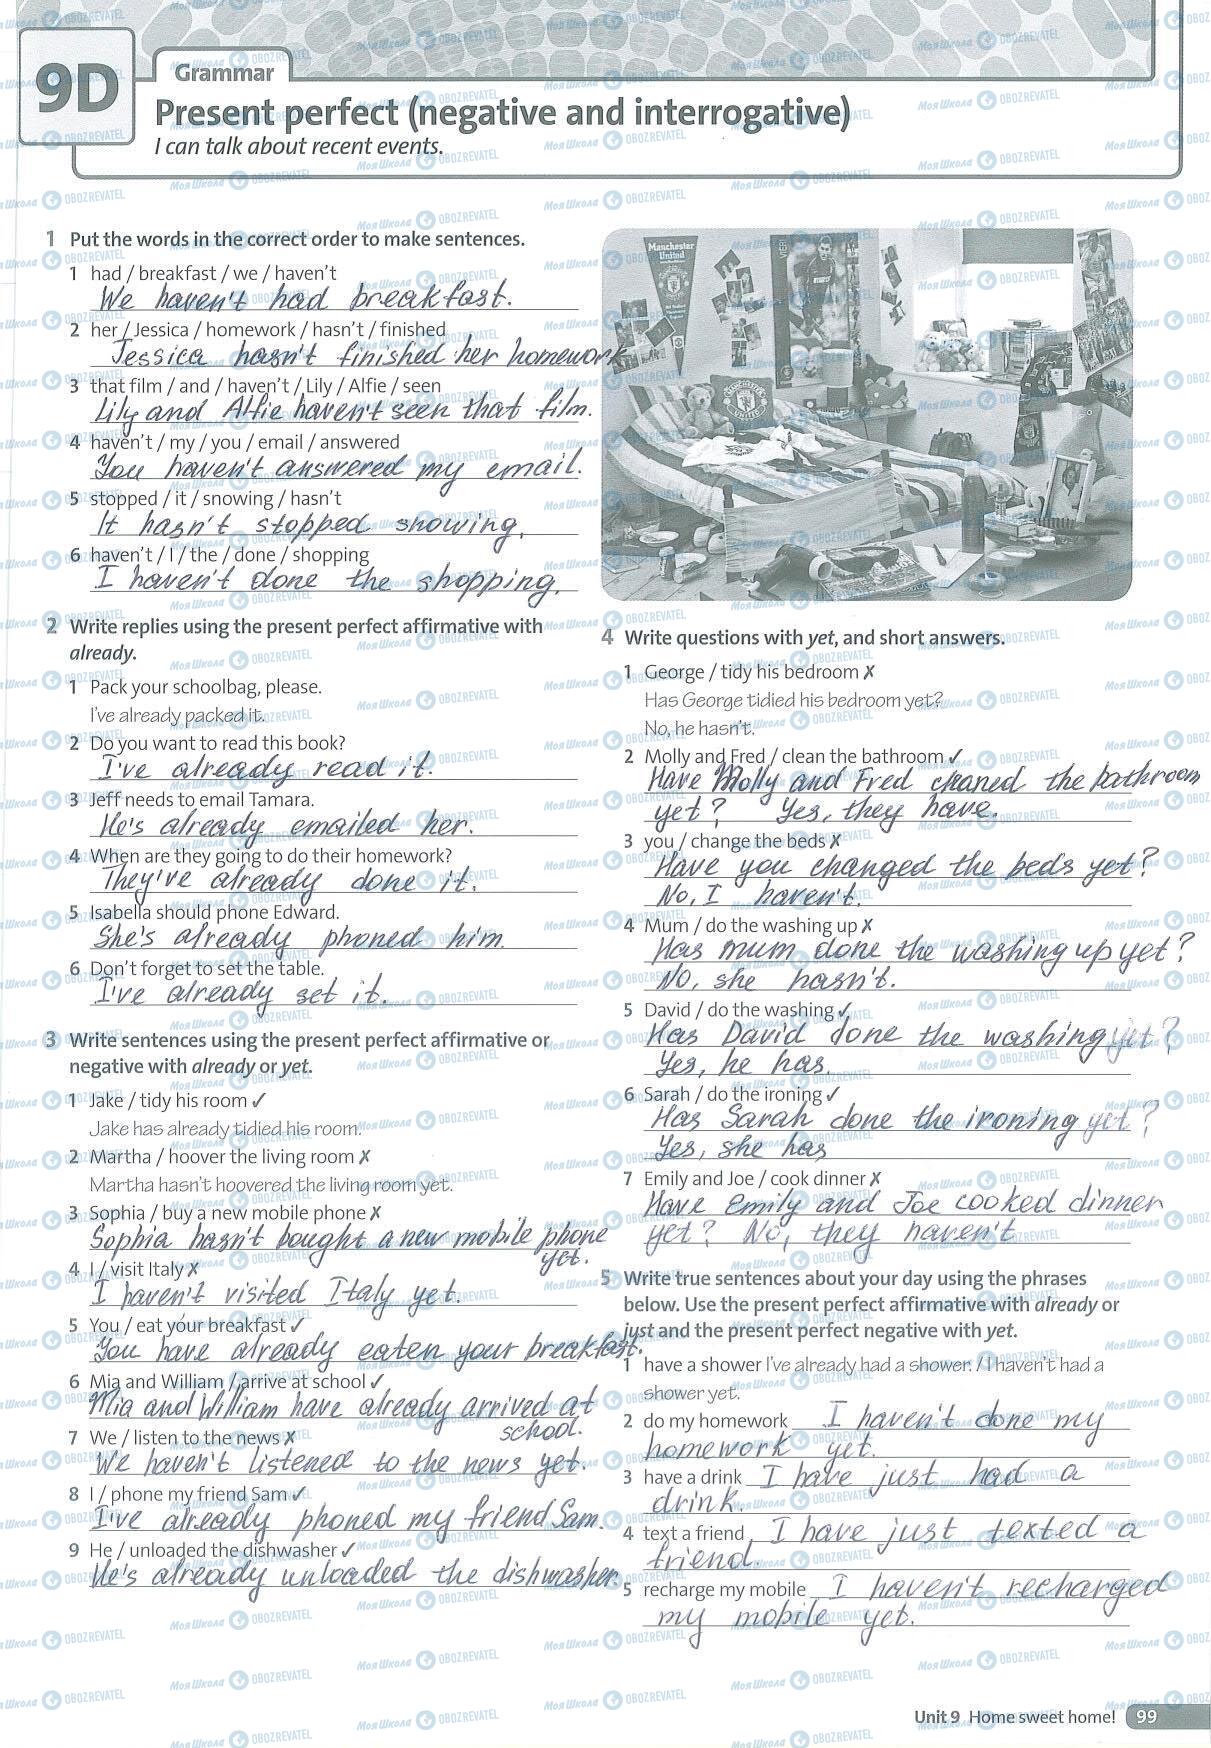 9D
Grammar
Present perfect (negative and interrogative)
I can talk about recent events.
1 Put the words in the correct order to make sentences.
1 had / breakfast / we / haven't
We haven't had breakfast.
2 her / Jessica / homework / hasn't / finished
Jessica hasn't finished her homework
3 that film / and / haven't / Lily / Alfie / seen
Lily and Alfie haven't seen that film.
4 haven't / my / you / email / answered
You haven't answered my email.
5 stopped / it / snowing / hasn't
It hasn't stopped snowing.
6 haven't / I / the / done / shopping
I haven't done the shopping.
2 Write replies using the present perfect affirmative with
already.
1 Pack your schoolbag, please.
I've already packed it.
2 Do you want to read this book?
I've already read it.
3 Jeff needs to email Tamara.
He's already emailed her.
4 When are they going to do their homework?
They've already done it.
5 Isabella should phone Edward.
She's already phoned him.
6 Don't forget to set the table.
I've already set it.
3 Write sentences using the present perfect affirmative or
negative with already or yet.
1 Jake / tidy his room ✓
Jake has already tidied his room.
2 Martha / hoover the living room ✗
Martha hasn't hoovered the living room yet.
3 Sophia / buy a new mobile phone ✗
Sophia hasn't bought a new mobile phone
yet.
4 I / visit Italy ✗
I haven't visited Italy yet.
5 You / eat your breakfast ✓
You have already eaten your breakfast.
6 Mia and William / arrive at school ✓
Mia and William have already arrived at
school.
7 We / listen to the news ✗
We haven't listened to the news yet.
8 I / phone my friend Sam ✓
I've already phoned my friend Sam.
9 He / unloaded the dishwasher ✓
He's already unloaded the dishwasher.
Manchester
United
4 Write questions with yet, and short answers.
1 George / tidy his bedroom ✗
Has George tidied his bedroom yet?
No, he hasn't.
2 Molly and Fred / clean the bathroom ✓
Have Molly and Fred cleaned the bathroom
yet? Yes, they have.
3 you / change the beds ✗
Have you changed the beds yet?
No, I haven't.
4 Mum / do the washing up ✗
Has mum done the washing up yet?
No, she hasn't.
5 David / do the washing ✓
Has David done the washing yet?
Yes, he has.
6 Sarah / do the ironing ✓
Has Sarah done the ironing yet?
Yes, she has
7 Emily and Joe / cook dinner ✗
Have Emily and Joe cooked dinner
yet? No, they haven't
5 Write true sentences about your day using the phrases
below. Use the present perfect affirmative with already or
just and the present perfect negative with yet.
1 have a shower I've already had a shower. / I haven't had a
shower yet.
2 do my homework I haven't done my
homework yet.
3 have a drink I have just had a
drink.
4 text a friend I have just texted a
friend.
5 recharge my mobile I haven't recharged
my mobile yet.
Unit 9 Home sweet home! 99
МояШкола OBOZREVATEL